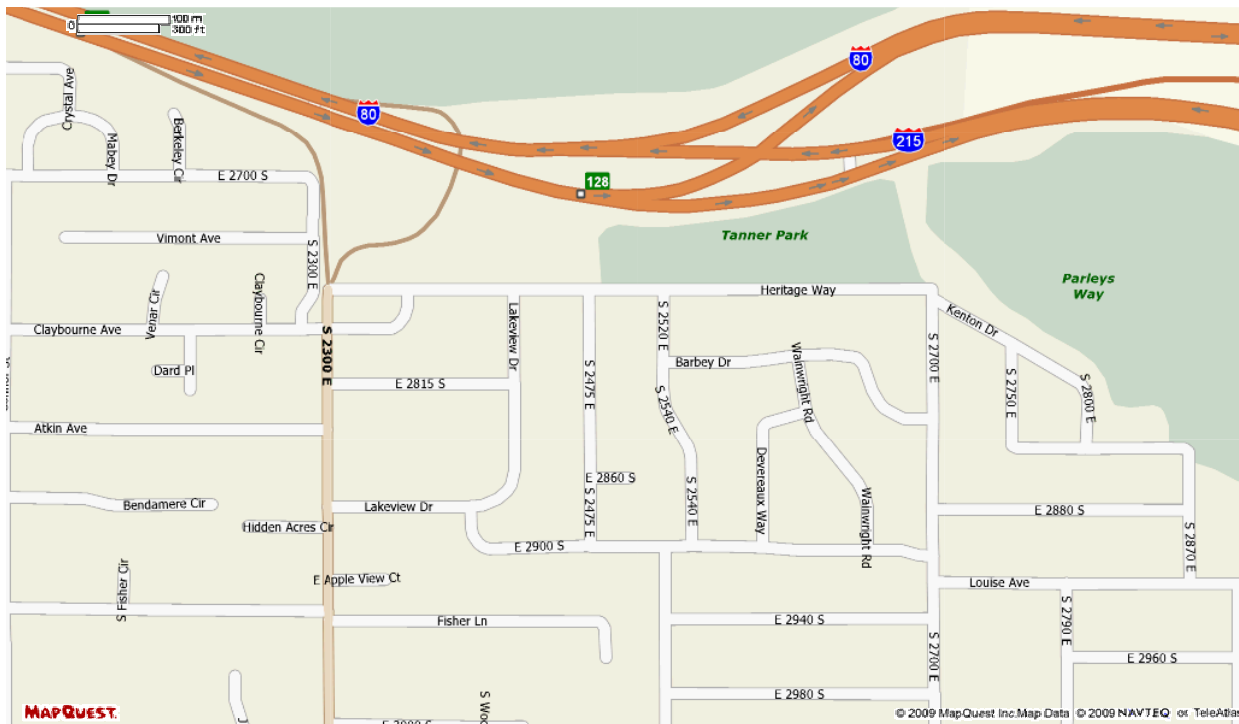 0
100 m
300 ft
80
80
215
128
Crystal Ave
Mabey Dr
Berkeley Cir
E 2700 S
Vimont Ave
S 2300 E
Tanner Park
Parleys
Way
Heritage Way
Kenton Dr
Venar Cir
Claybourne Cir
Claybourne Ave
S 2300 E
Lakeview Dr
S 2475 E
S 2520 E
Barbey Dr
Wainwright Rd
S 2700 E
S 2750 E
S 2800 E
Dard Pl
E 2815 S
S 2540 E
Atkin Ave
Devereaux Way
E 2860 S
S 2475 E
S 2540 E
Wainwright Rd
Bendamere Cir
Lakeview Dr
E 2880 S
Hidden Acres Cir
E 2900 S
S 2870 E
S Fisher Cir
E Apple View Ct
Louise Ave
Fisher Ln
E 2940 S
S 2700 E
S 2790 E
E 2960 S
E 2980 S
MAPQUEST.
© 2009 MapQuest Inc. Map Data © 2009 NAVTEQ or TeleAtlas